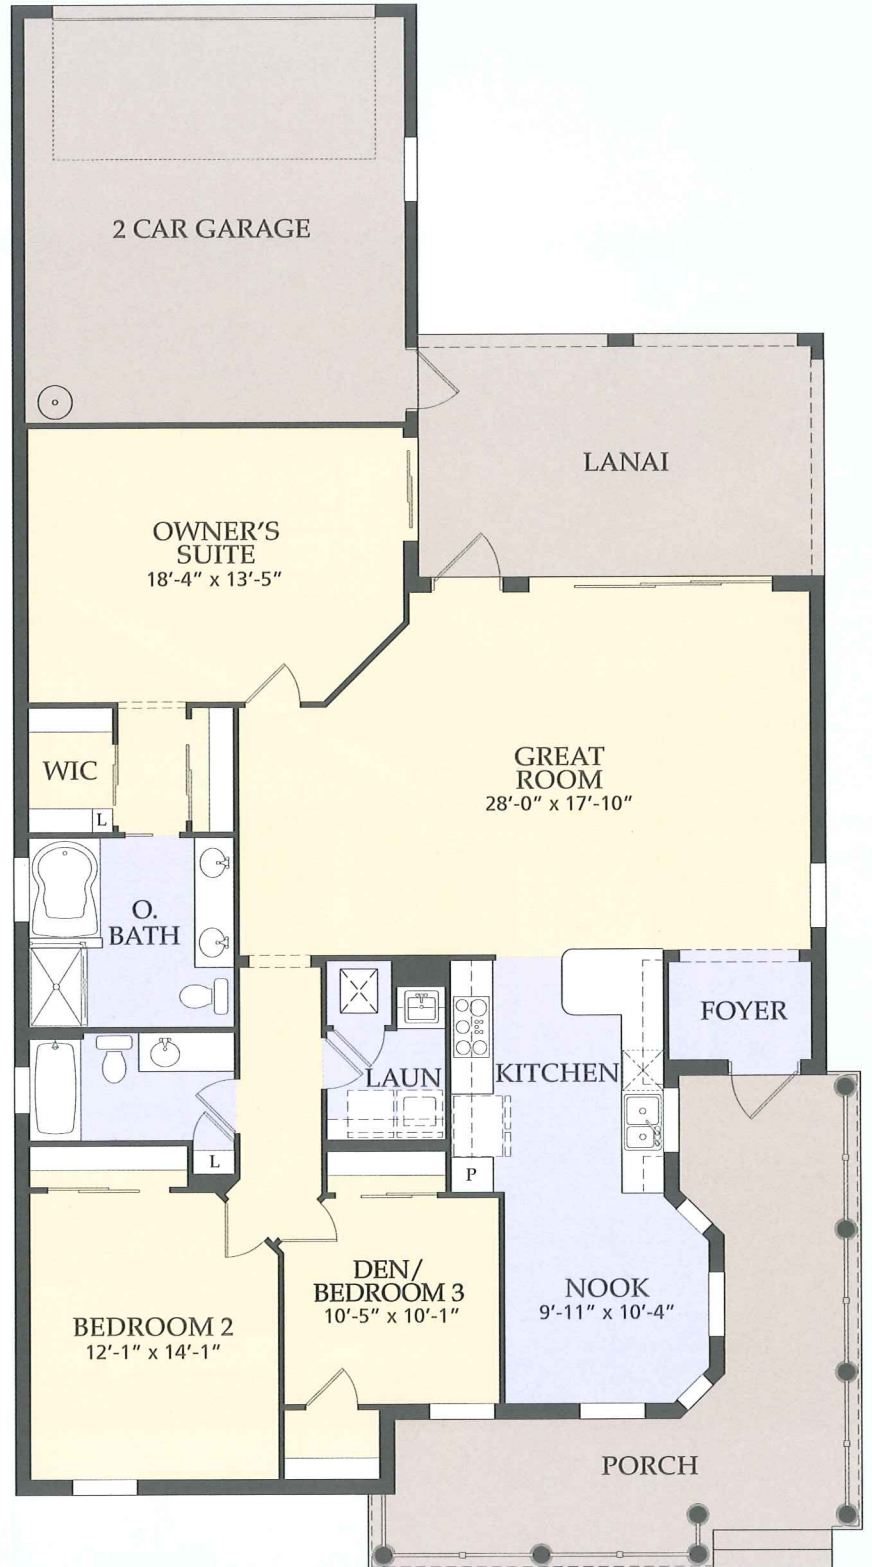 2 CAR GARAGE
LANAI
OWNER'S
SUITE
18'-4" x 13'-5"
GREAT
ROOM
28'-0" x 17'-10"
WIC
L
O.
BATH
FOYER
LAUN
KITCHEN
L
P
DEN/
BEDROOM 3
10'-5" x 10'-1"
NOOK
9'-11" x 10'-4"
BEDROOM 2
12'-1" x 14'-1"
PORCH